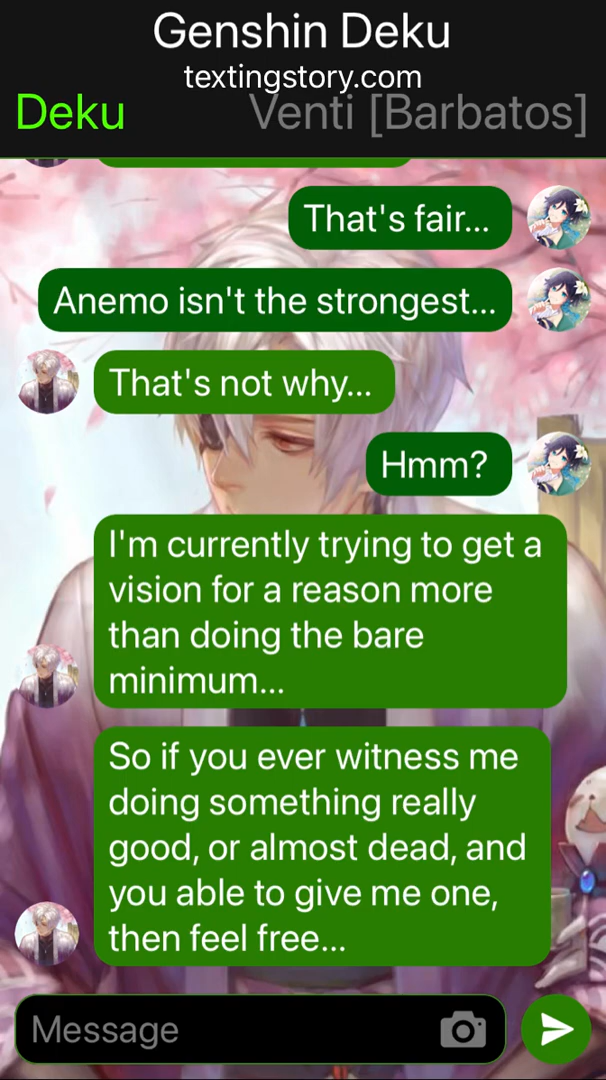 Genshin Deku
textingstory.com
Deku
Venti [Barbatos]
That's fair...
Anemo isn't the strongest...
That's not why...
Hmm?
I'm currently trying to get a
vision for a reason more
than doing the bare
minimum...
So if you ever witness me
doing something really
good, or almost dead, and
you able to give me one,
then feel free...
Message